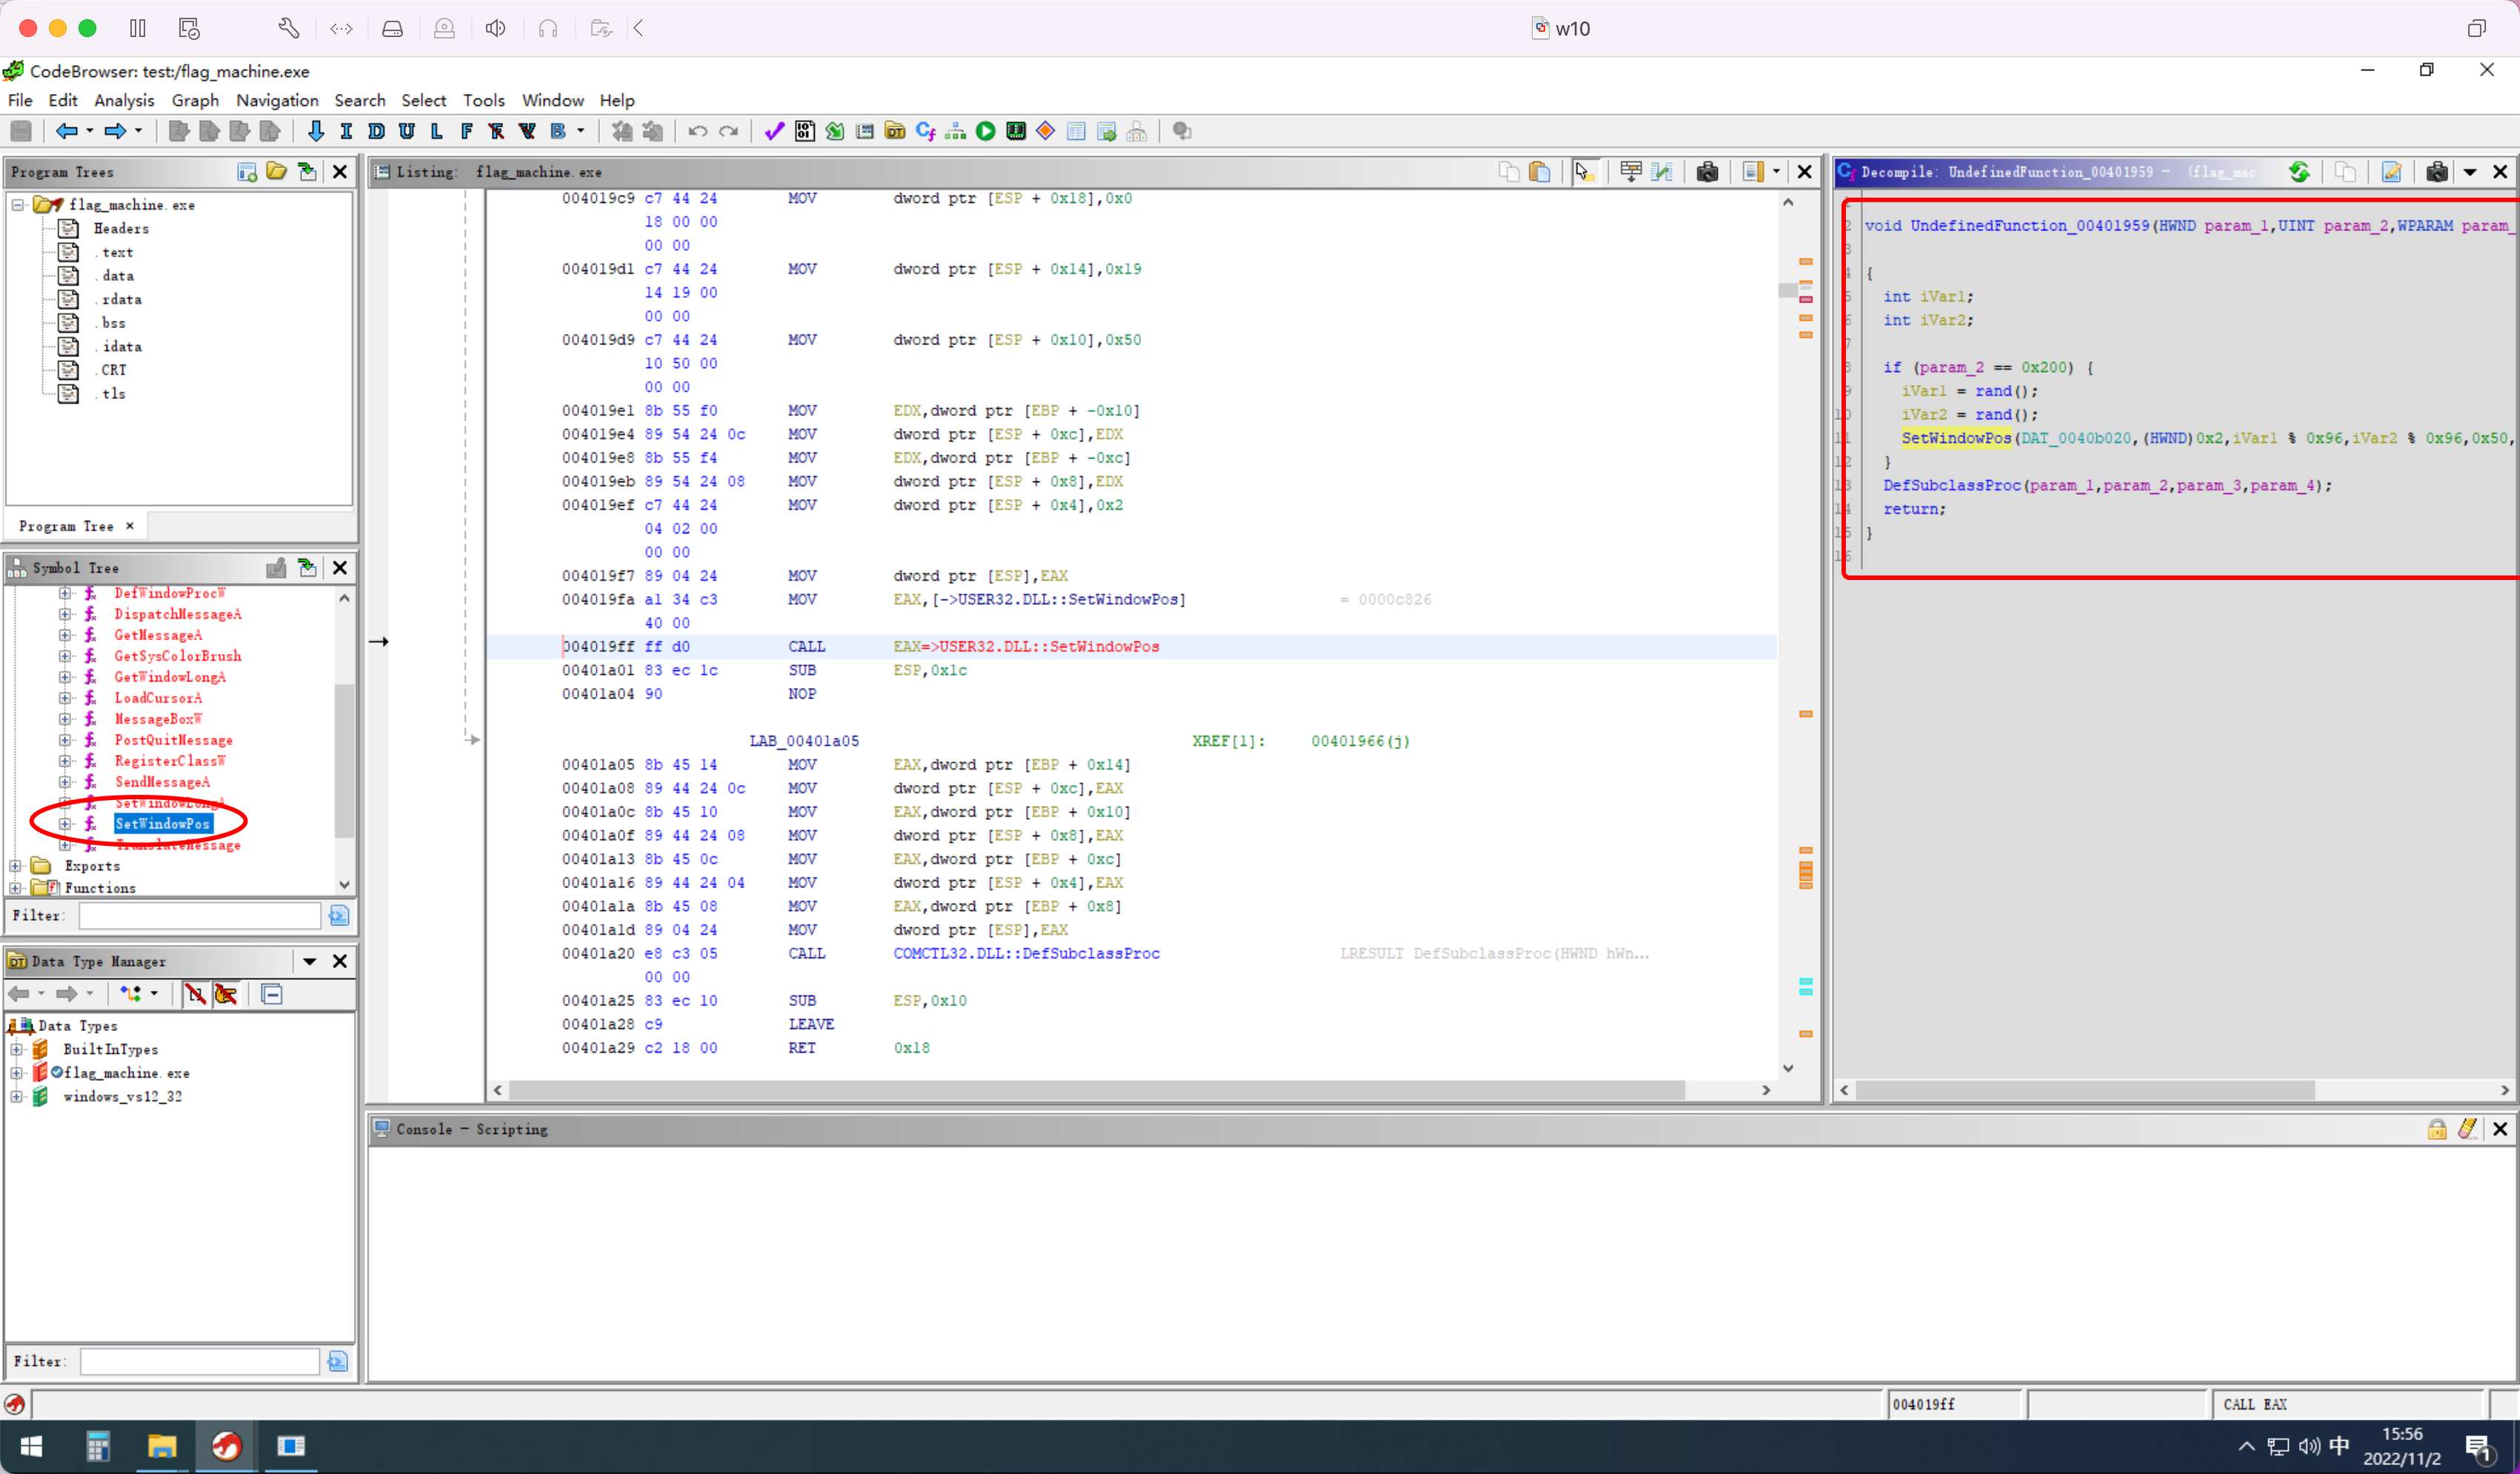 w10
CodeBrowser: test:/flag_machine.exe
File Edit Analysis Graph Navigation Search Select Tools Window Help
I D U L F B
Program Trees
flag_machine.exe
Headers
.text
.data
.rdata
.bss
.idata
.CRT
.tls
Program Tree ×
Symbol Tree
DefWindowProcW
DispatchMessageA
GetMessageA
GetSysColorBrush
GetWindowLongA
LoadCursorA
MessageBoxW
PostQuitMessage
RegisterClassW
SendMessageA
SetWindowLongA
SetWindowPos
TranslateMessage
Exports
Functions
Filter:
Data Type Manager
Data Types
BuiltInTypes
flag_machine.exe
windows_vs12_32
Filter:
Listing: flag_machine.exe
004019c9 c7 44 24 MOV dword ptr [ESP + 0x18],0x0
18 00 00
00 00
004019d1 c7 44 24 MOV dword ptr [ESP + 0x14],0x19
14 19 00
00 00
004019d9 c7 44 24 MOV dword ptr [ESP + 0x10],0x50
10 50 00
00 00
004019e1 8b 55 f0 MOV EDX,dword ptr [EBP + -0x10]
004019e4 89 54 24 0c MOV dword ptr [ESP + 0xc],EDX
004019e8 8b 55 f4 MOV EDX,dword ptr [EBP + -0xc]
004019eb 89 54 24 08 MOV dword ptr [ESP + 0x8],EDX
004019ef c7 44 24 MOV dword ptr [ESP + 0x4],0x2
04 02 00
00 00
004019f7 89 04 24 MOV dword ptr [ESP],EAX
004019fa a1 34 c3 MOV EAX,[->USER32.DLL::SetWindowPos] = 0000c826
40 00
004019ff ff d0 CALL EAX=>USER32.DLL::SetWindowPos
00401a01 83 ec 1c SUB ESP,0x1c
00401a04 90 NOP
LAB_00401a05 XREF[1]: 00401966(j)
00401a05 8b 45 14 MOV EAX,dword ptr [EBP + 0x14]
00401a08 89 44 24 0c MOV dword ptr [ESP + 0xc],EAX
00401a0c 8b 45 10 MOV EAX,dword ptr [EBP + 0x10]
00401a0f 89 44 24 08 MOV dword ptr [ESP + 0x8],EAX
00401a13 8b 45 0c MOV EAX,dword ptr [EBP + 0xc]
00401a16 89 44 24 04 MOV dword ptr [ESP + 0x4],EAX
00401a1a 8b 45 08 MOV EAX,dword ptr [EBP + 0x8]
00401a1d 89 04 24 MOV dword ptr [ESP],EAX
00401a20 e8 c3 05 CALL COMCTL32.DLL::DefSubclassProc LRESULT DefSubclassProc(HWND hWn...
00 00
00401a25 83 ec 10 SUB ESP,0x10
00401a28 c9 LEAVE
00401a29 c2 18 00 RET 0x18
Decompile: UndefinedFunction_00401959 - (flag_mac
2 void UndefinedFunction_00401959(HWND param_1,UINT param_2,WPARAM param_
3
4 {
5 int iVar1;
6 int iVar2;
7
8 if (param_2 == 0x200) {
9 iVar1 = rand();
10 iVar2 = rand();
11 SetWindowPos(DAT_0040b020,(HWND)0x2,iVar1 % 0x96,iVar2 % 0x96,0x50,
12 }
13 DefSubclassProc(param_1,param_2,param_3,param_4);
14 return;
15 }
16
Console - Scripting
004019ff
CALL EAX
中
15:56
2022/11/2
1